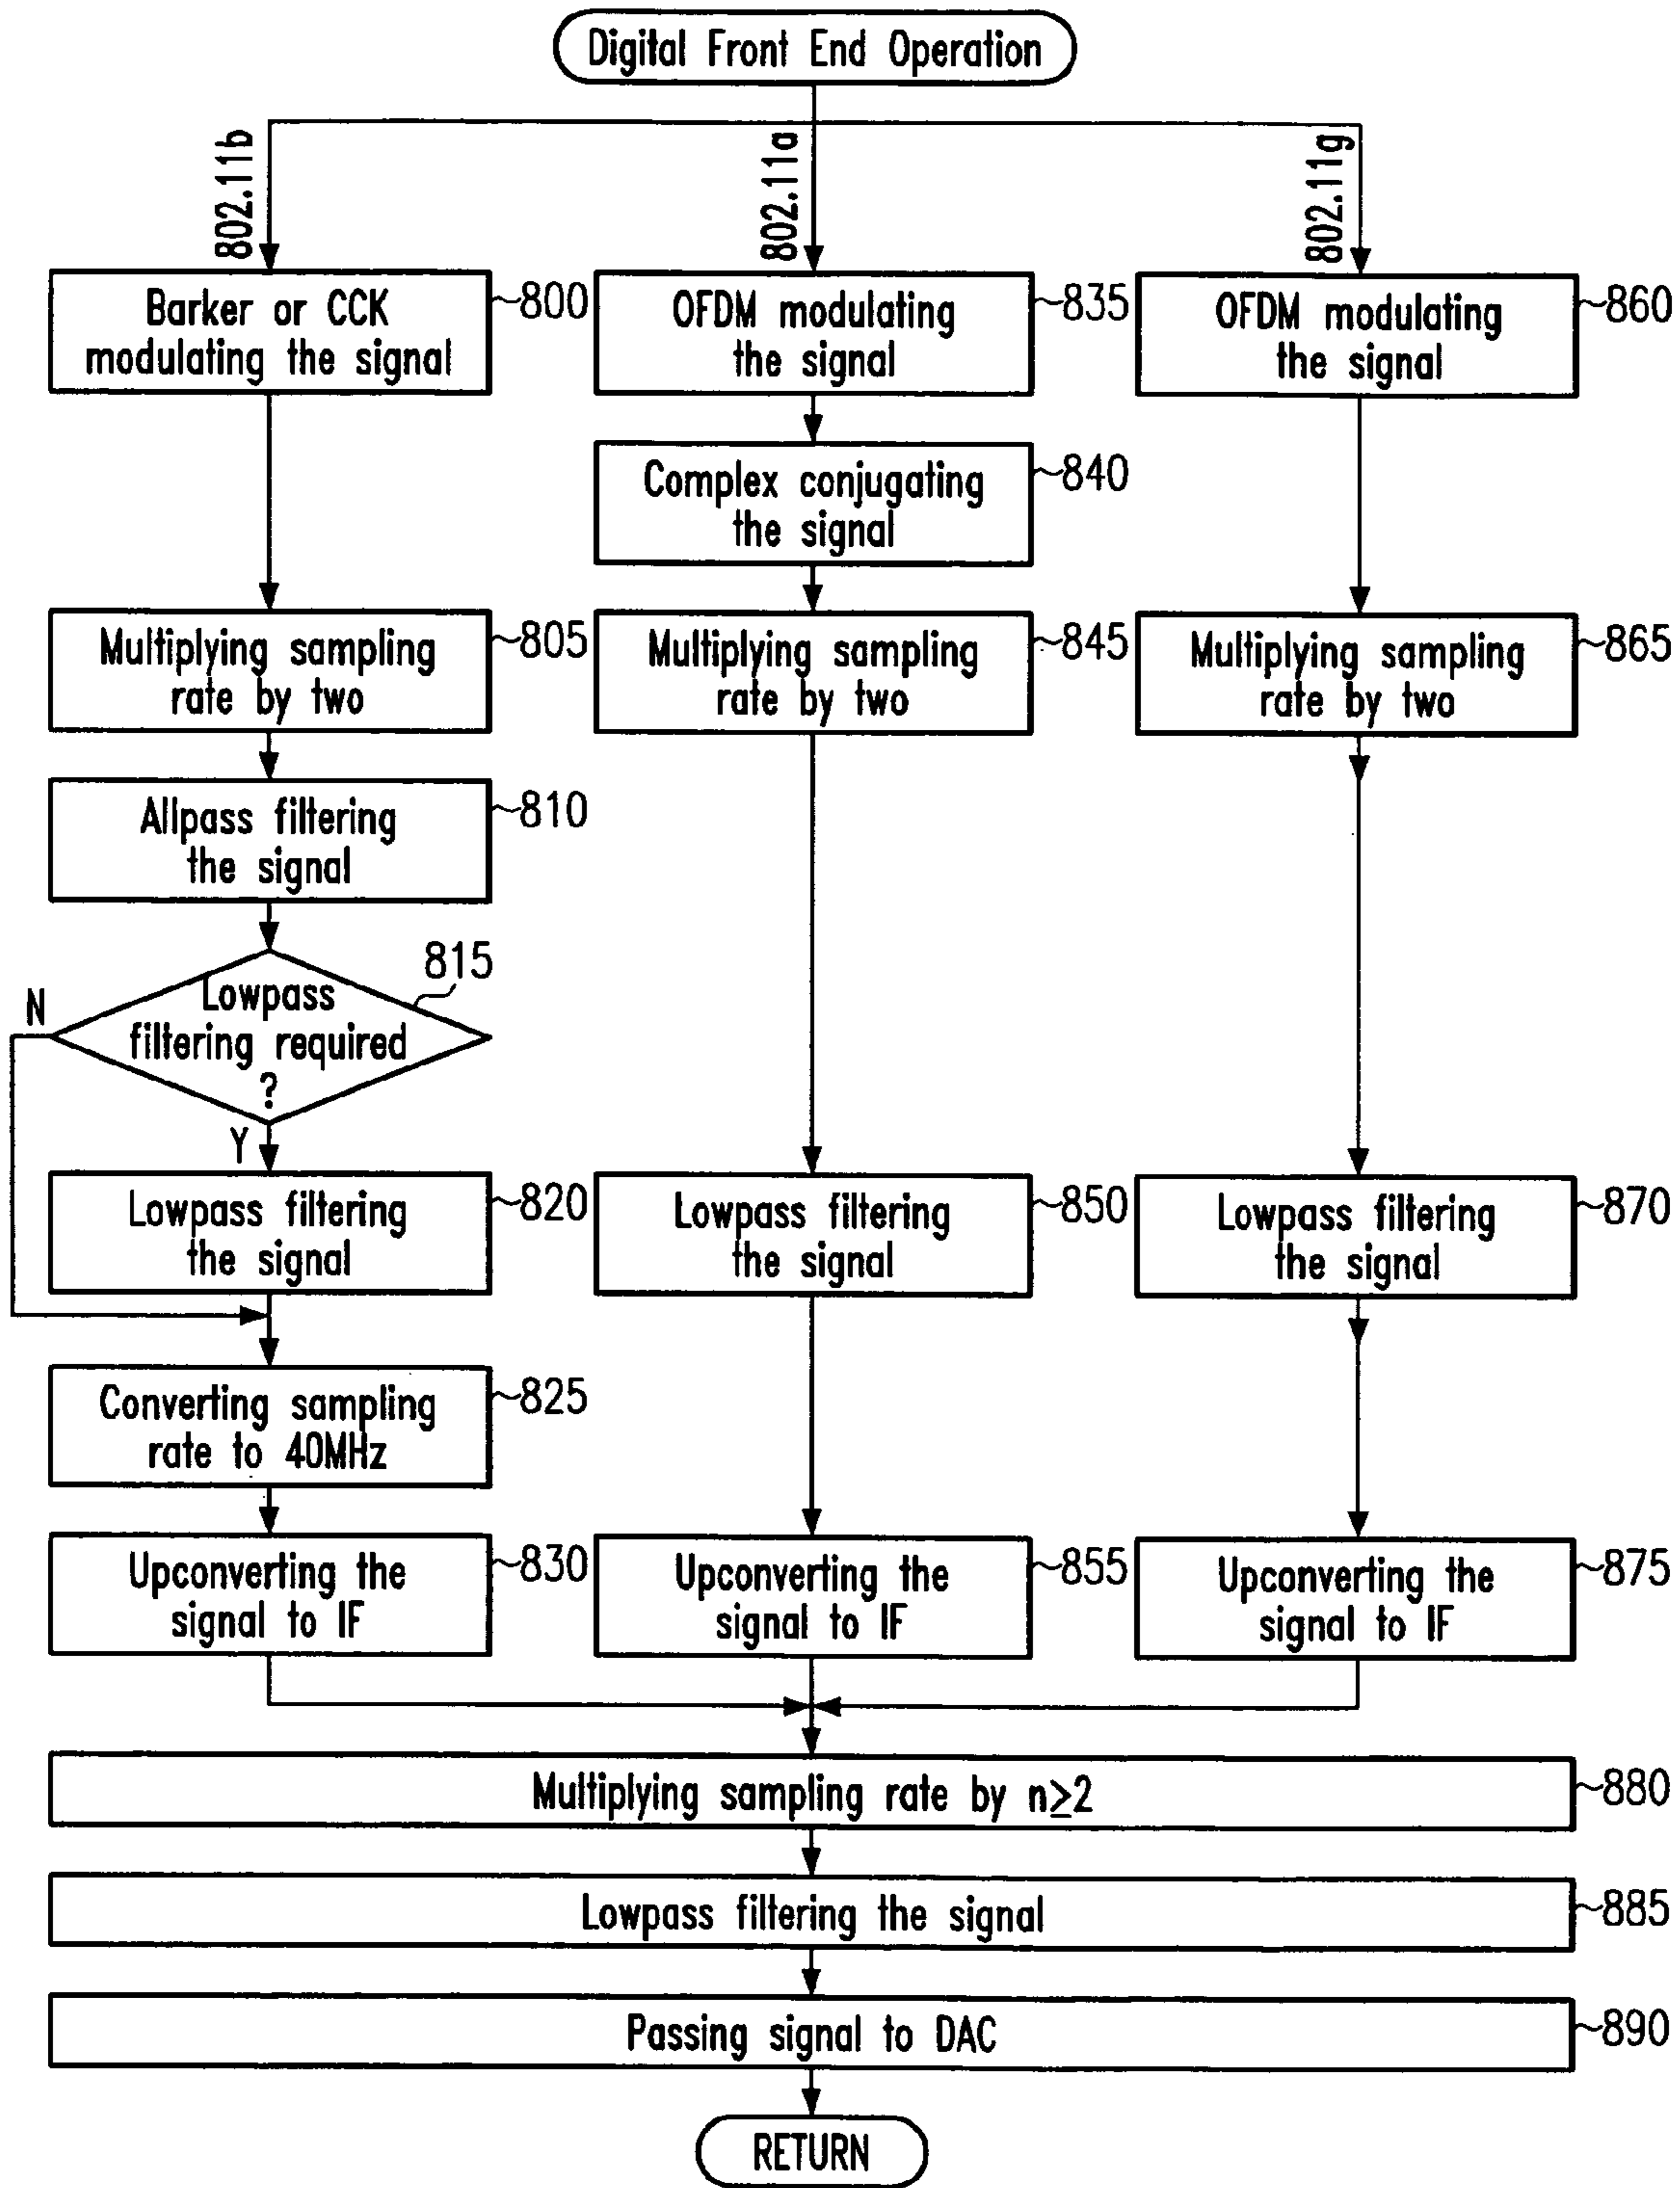 Digital Front End Operation
802.11b
802.11a
802.11g
Barker or CCK
modulating the signal
800
OFDM modulating
the signal
835
OFDM modulating
the signal
860
Complex conjugating
the signal
840
Multiplying sampling
rate by two
805
Multiplying sampling
rate by two
845
Multiplying sampling
rate by two
865
Allpass filtering
the signal
810
Lowpass
filtering required
?
815
N
Y
Lowpass filtering
the signal
820
Lowpass filtering
the signal
850
Lowpass filtering
the signal
870
Converting sampling
rate to 40MHz
825
Upconverting the
signal to IF
830
Upconverting the
signal to IF
855
Upconverting the
signal to IF
875
Multiplying sampling rate by n≥2
880
Lowpass filtering the signal
885
Passing signal to DAC
890
RETURN